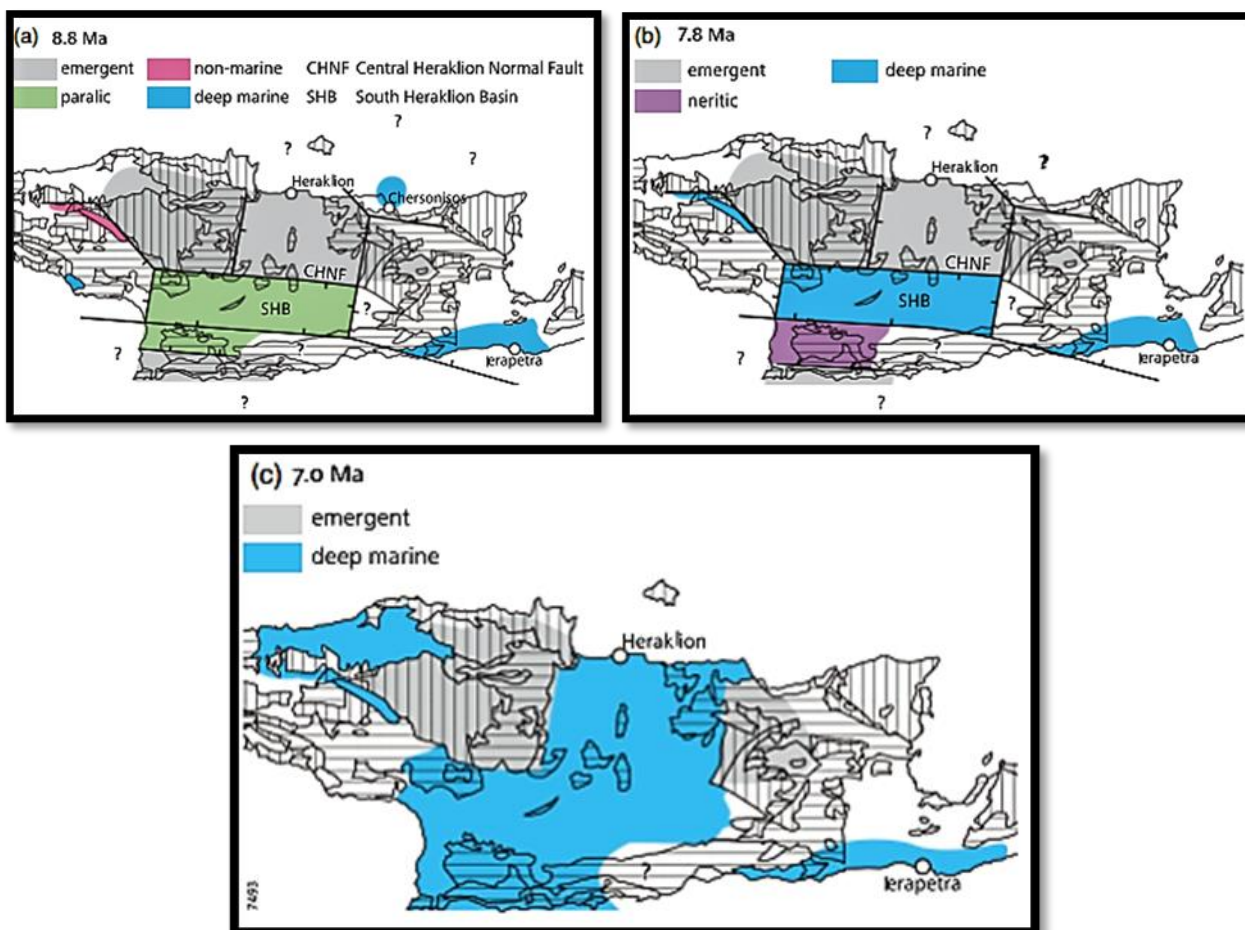 (a) 8.8 Ma
emergent non-marine CHNF Central Heraklion Normal Fault
paralic deep marine SHB South Heraklion Basin
?
? ?
Heraklion
Chersonisos
CHNF
SHB ?
? ?
Ierapetra
?
(b) 7.8 Ma
emergent deep marine
neritic
? ?
Heraklion
CHNF
SHB ?
? ?
Ierapetra
?
(c) 7.0 Ma
emergent
deep marine
Heraklion
?
Ierapetra
7493